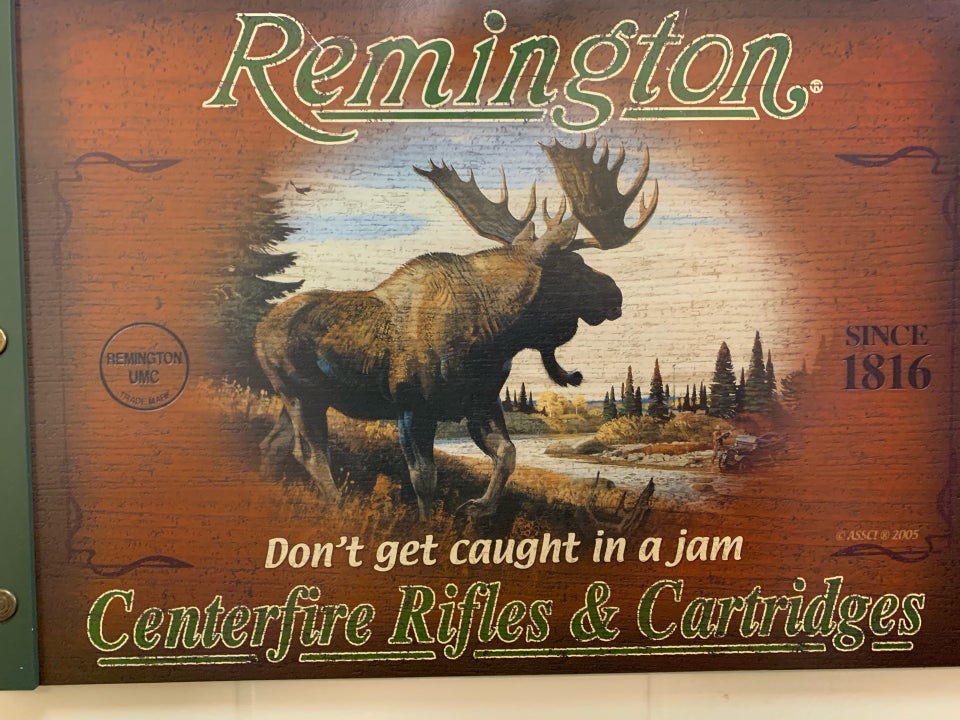 Remington®
REMINGTON
UMC
TRADE MARK
SINCE
1816
© ASSCI ® 2005
Don't get caught in a jam
Centerfire Rifles & Cartridges